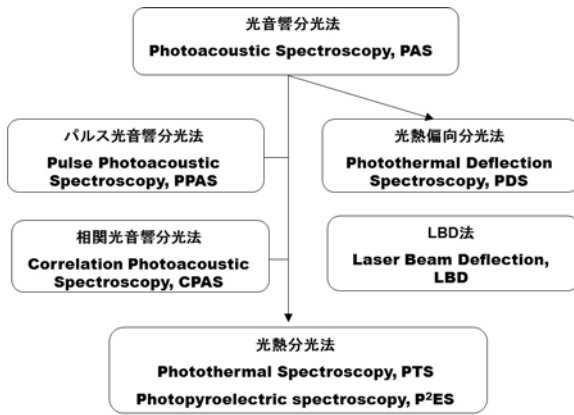 光音響分光法
Photoacoustic Spectroscopy, PAS
パルス光音響分光法
Pulse Photoacoustic
Spectroscopy, PPAS
光熱偏向分光法
Photothermal Deflection
Spectroscopy, PDS
相関光音響分光法
Correlation Photoacoustic
Spectroscopy, CPAS
LBD法
Laser Beam Deflection,
LBD
光熱分光法
Photothermal Spectroscopy, PTS
Photopyroelectric spectroscopy, P²ES